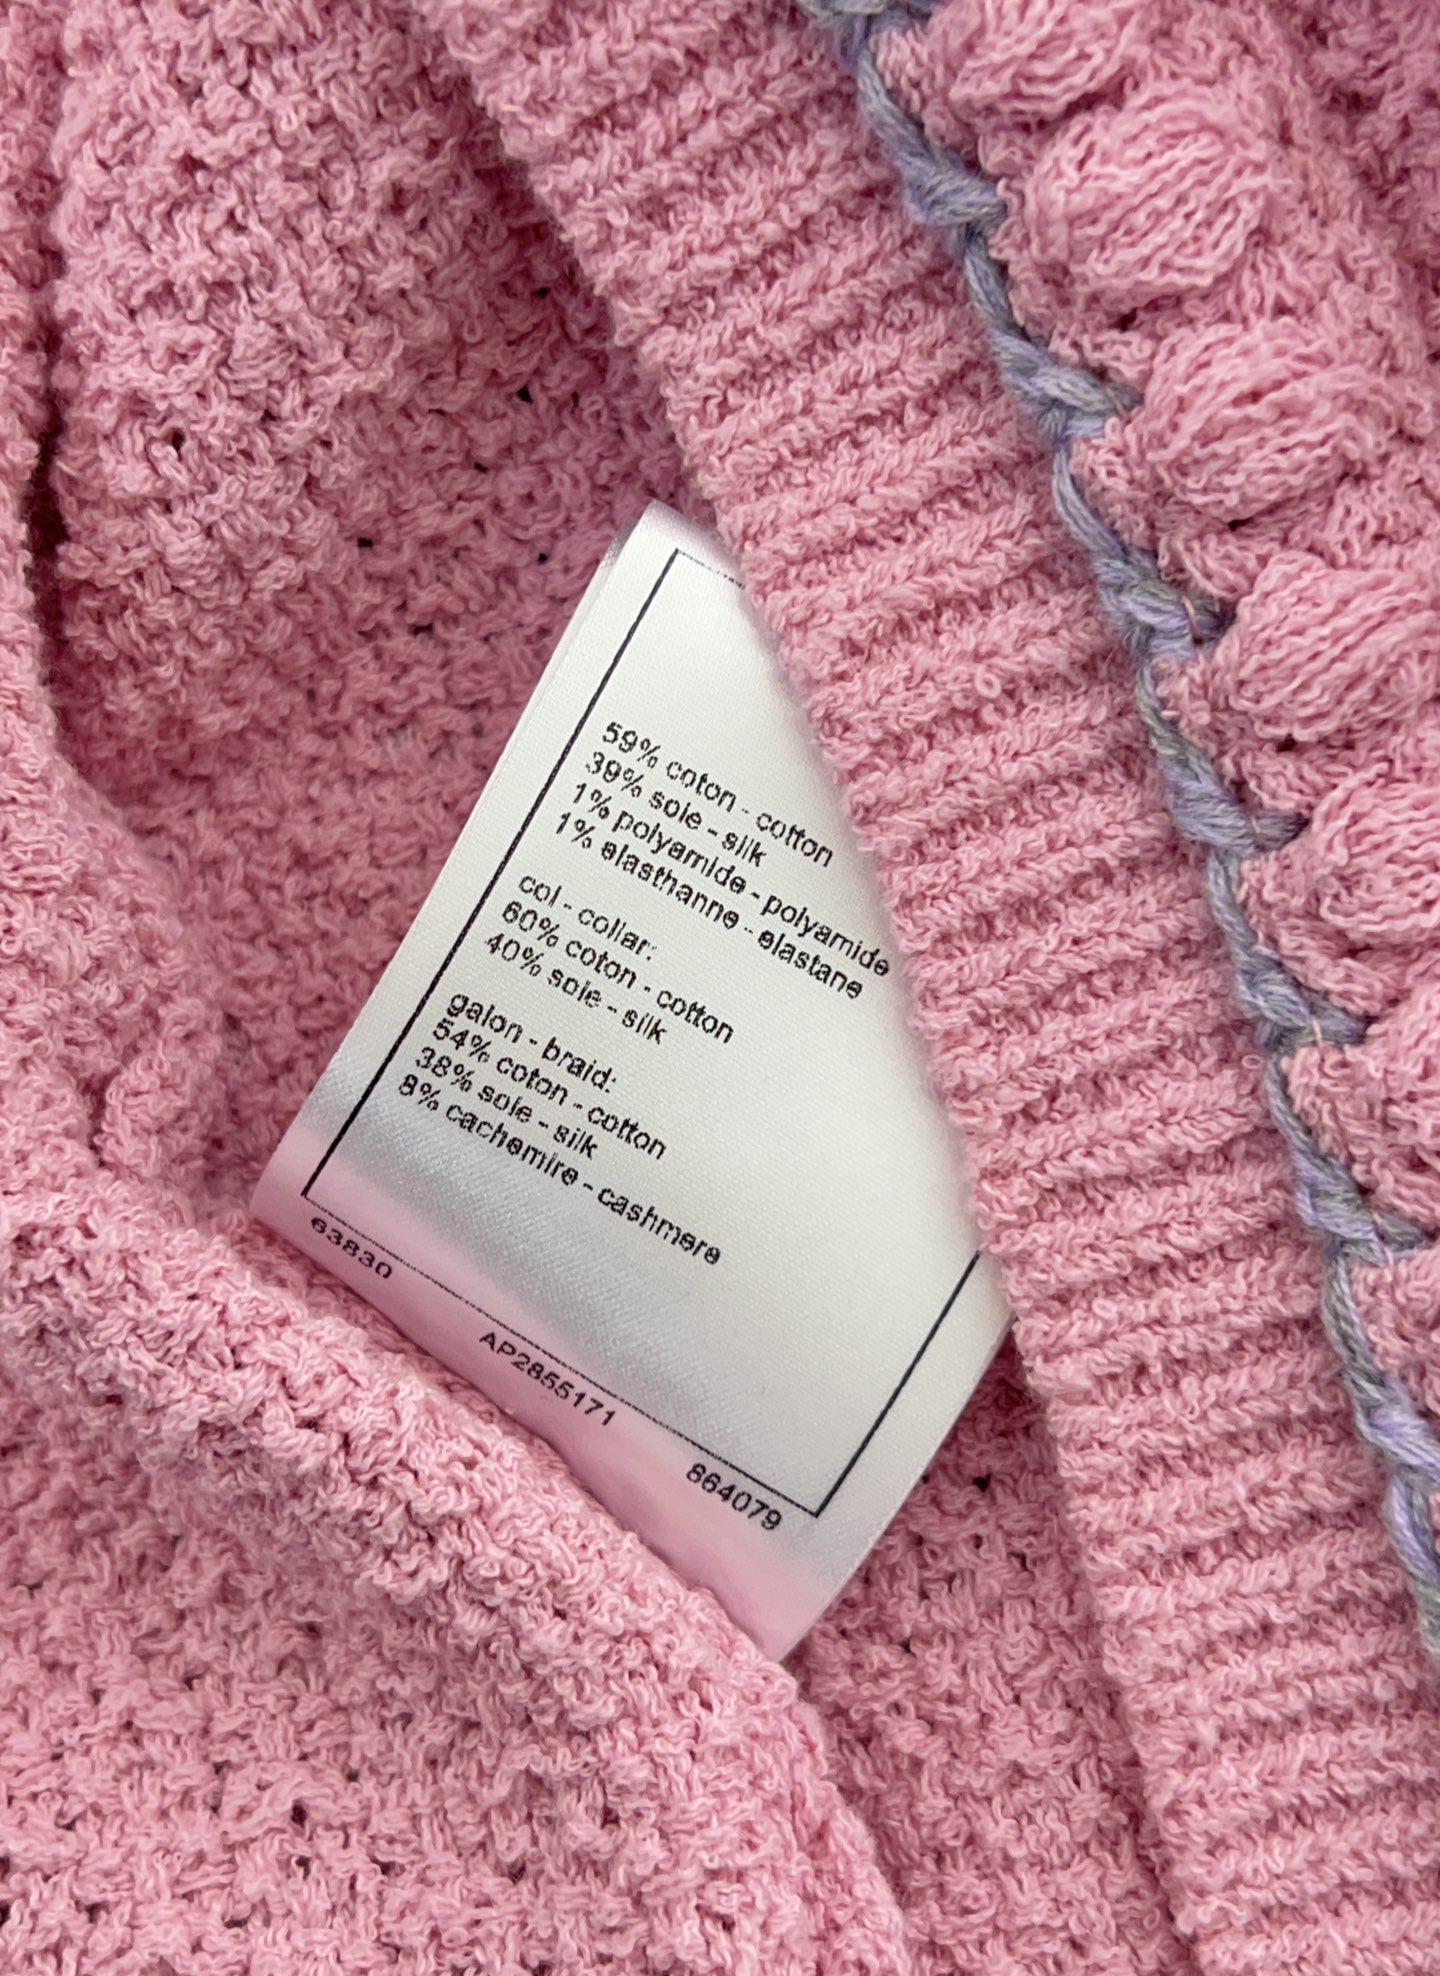 59% coton - cotton
39% soie - silk
1% polyamide - polyamide
1% elasthanne - elastane
col - collar:
60% coton - cotton
40% soie - silk
galon - braid:
54% coton - cotton
38% soie - silk
8% cachemire - cashmere
63830
AP2855171
864079